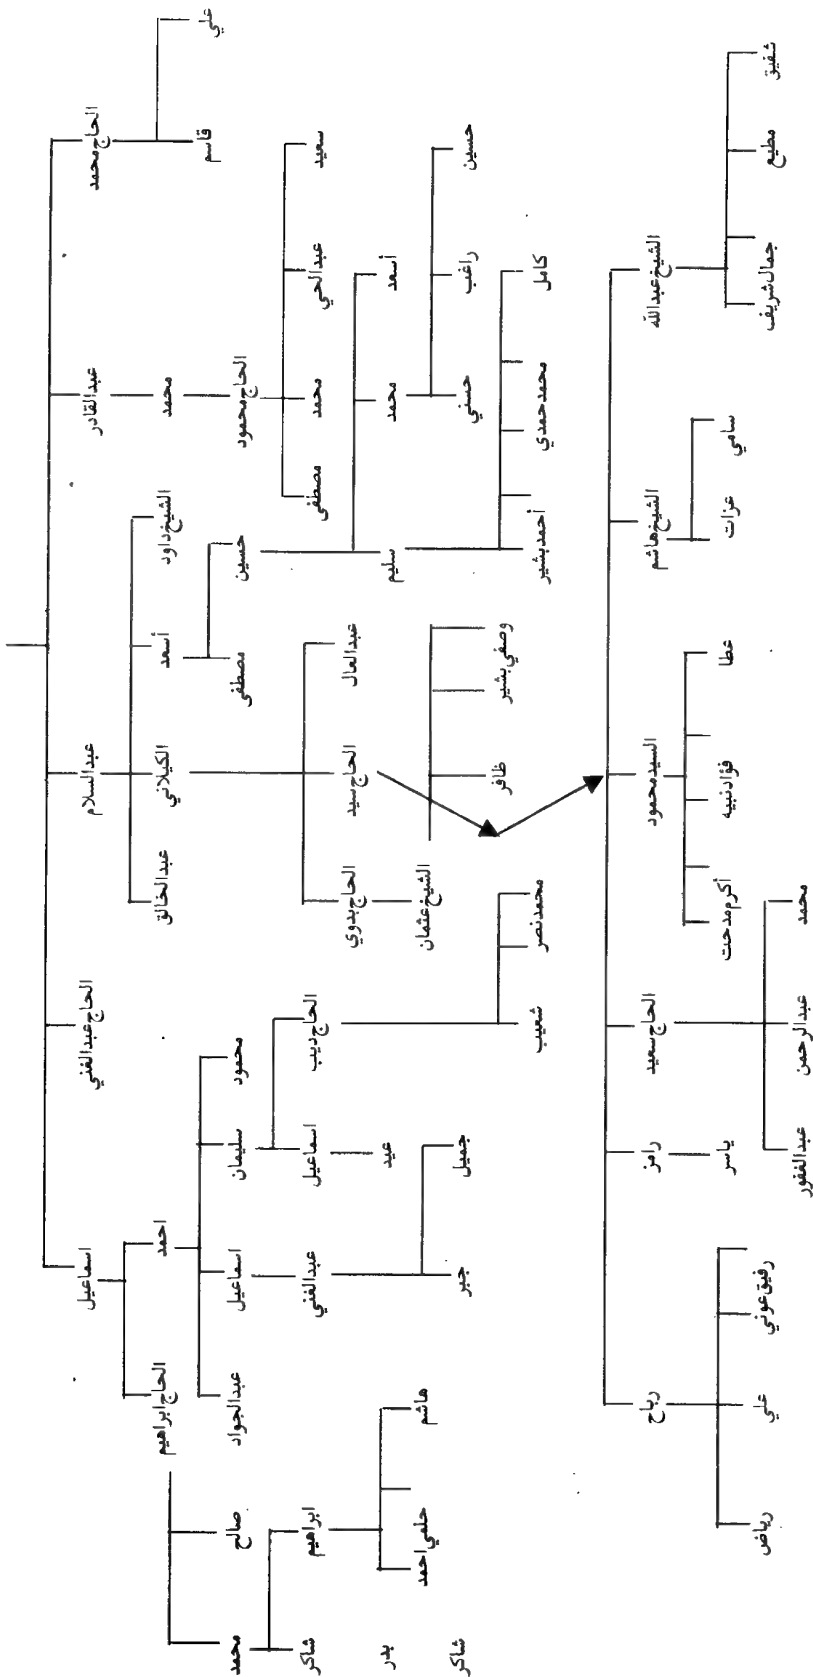 الحاج محمد
عبدالقادر
عبدالسلام
الحاج عبدالغني
اسماعيل
علي
قاسم
محمد
الشيخ داود
أسعد
الكيلاني
عبدالخالق
احمد
الحاج ابراهيم
الحاج محمود
حسين
مصطفى
محمود
سليمان
اسماعيل
عبدالجواد
صالح
محمد
سعيد
عبدالحي
محمد
مصطفى
عبدالعال
الحاج سيد
الحاج بدوي
الحاج ديب
اسماعيل
عبدالغني
ابراهيم
شاكر
أسعد
محمد
سليم
الشيخ عثمان
عيد
هاشم
حلمي احمد
بدر
حسين
راغب
حسني
وصفي بشير
ظافر
جميل
جبر
شاكر
كامل
محمد حمدي
أحمد بشير
محمد نصر
شعيب
الشيخ عبدالله
الشيخ هاشم
السيد محمود
الحاج سعيد
رامز
رباح
شفيق
مطيع
جمال شريف
سامي
عزات
عطا
فؤاد نبيه
أكرم مدحت
محمد
عبدالرحمن
عبدالغفور
ياسر
رفيق عوني
علي
رياض